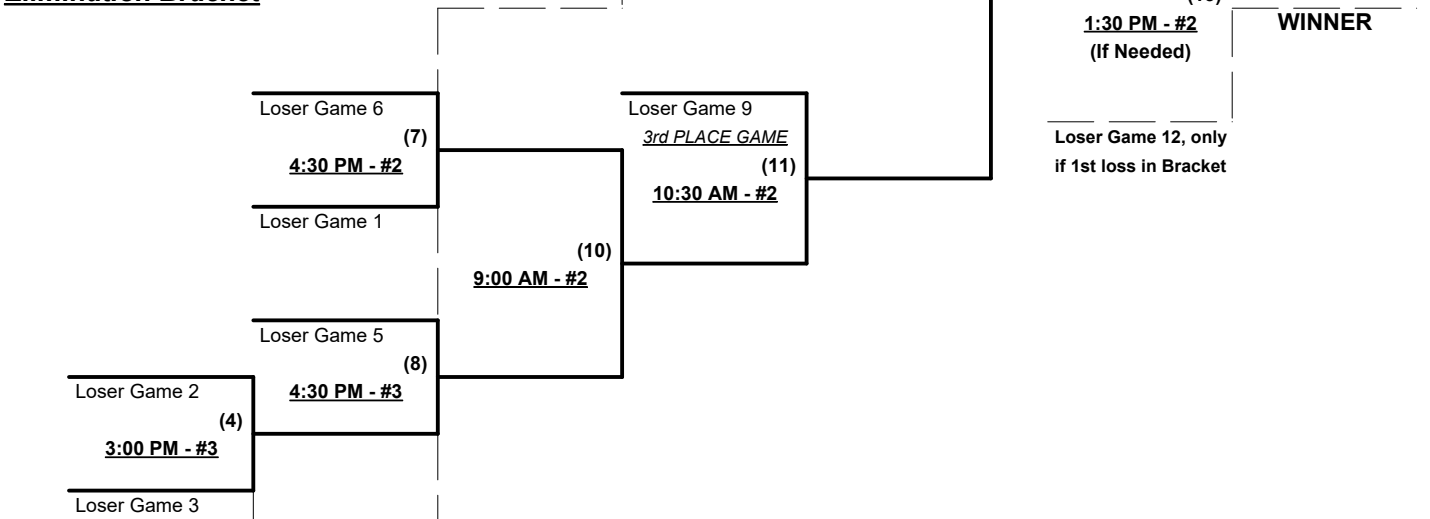 1:30 PM - #2
WINNER
(If Needed)
Loser Game 6
(7)
4:30 PM - #2
Loser Game 1
Loser Game 9
3rd PLACE GAME
(11)
10:30 AM - #2
Loser Game 12, only
if 1st loss in Bracket
(10)
9:00 AM - #2
Loser Game 5
(8)
4:30 PM - #3
Loser Game 2
(4)
3:00 PM - #3
Loser Game 3